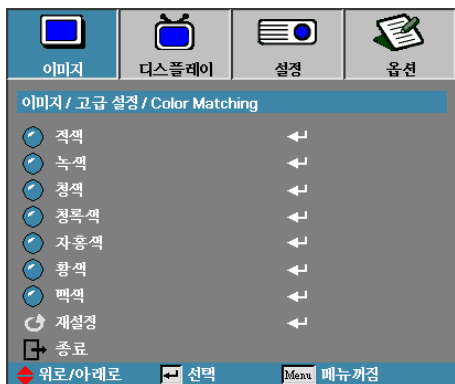 이미지 디스플레이 설정 옵션
이미지 / 고급 설정 / Color Matching
적색
녹색
청색
청록색
자홍색
황색
백색
재설정
종료
위로/아래로 선택 Menu 메뉴꺼짐